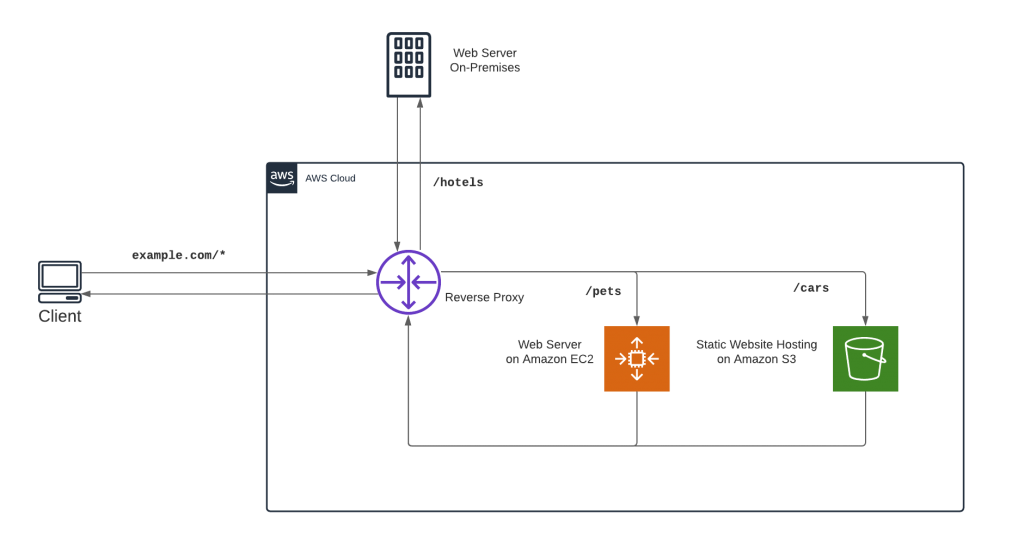 Web Server
On-Premises
aws
AWS Cloud
/hotels
example.com/*
Client
Reverse Proxy
/pets
/cars
Web Server
on Amazon EC2
Static Website Hosting
on Amazon S3